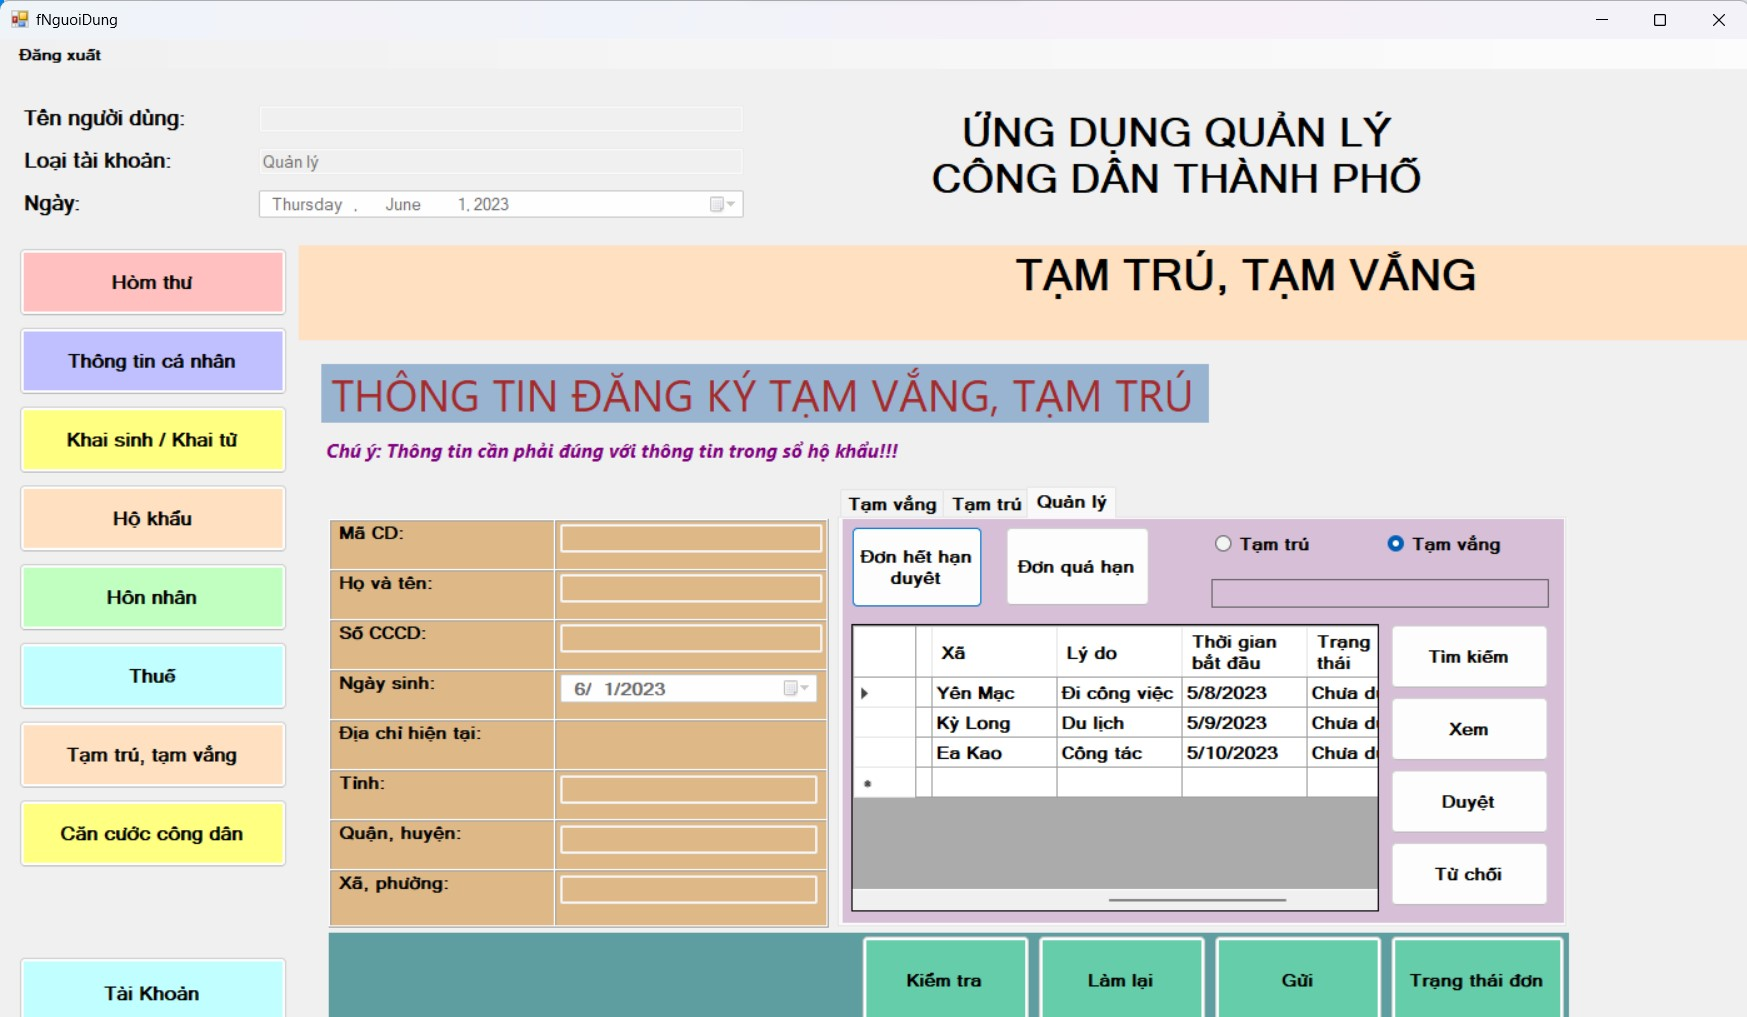 fNguoiDung
Đăng xuất
Tên người dùng:
Loại tài khoản:
Quản lý
Ngày:
Thursday , June 1, 2023
ỨNG DỤNG QUẢN LÝ
CÔNG DÂN THÀNH PHỐ
Hòm thư
Thông tin cá nhân
Khai sinh / Khai tử
Hộ khẩu
Hôn nhân
Thuế
Tạm trú, tạm vắng
Căn cước công dân
Tài Khoản
TẠM TRÚ, TẠM VẮNG
THÔNG TIN ĐĂNG KÝ TẠM VẮNG, TẠM TRÚ
Chú ý: Thông tin cần phải đúng với thông tin trong sổ hộ khẩu!!!
Mã CD:
Họ và tên:
Số CCCD:
Ngày sinh:
6/ 1/2023
Địa chỉ hiện tại:
Tỉnh:
Quận, huyện:
Xã, phường:
Tạm vắng Tạm trú Quản lý
Đơn hết hạn
duyệt
Đơn quá hạn
Tạm trú
Tạm vắng
Xã Lý do Thời gian bắt đầu Trạng thái
Yên Mạc Đi công việc 5/8/2023 Chưa
Kỳ Long Du lịch 5/9/2023 Chưa
Ea Kao Công tác 5/10/2023 Chưa
Tìm kiếm
Xem
Duyệt
Từ chối
Kiểm tra
Làm lại
Gửi
Trạng thái đơn